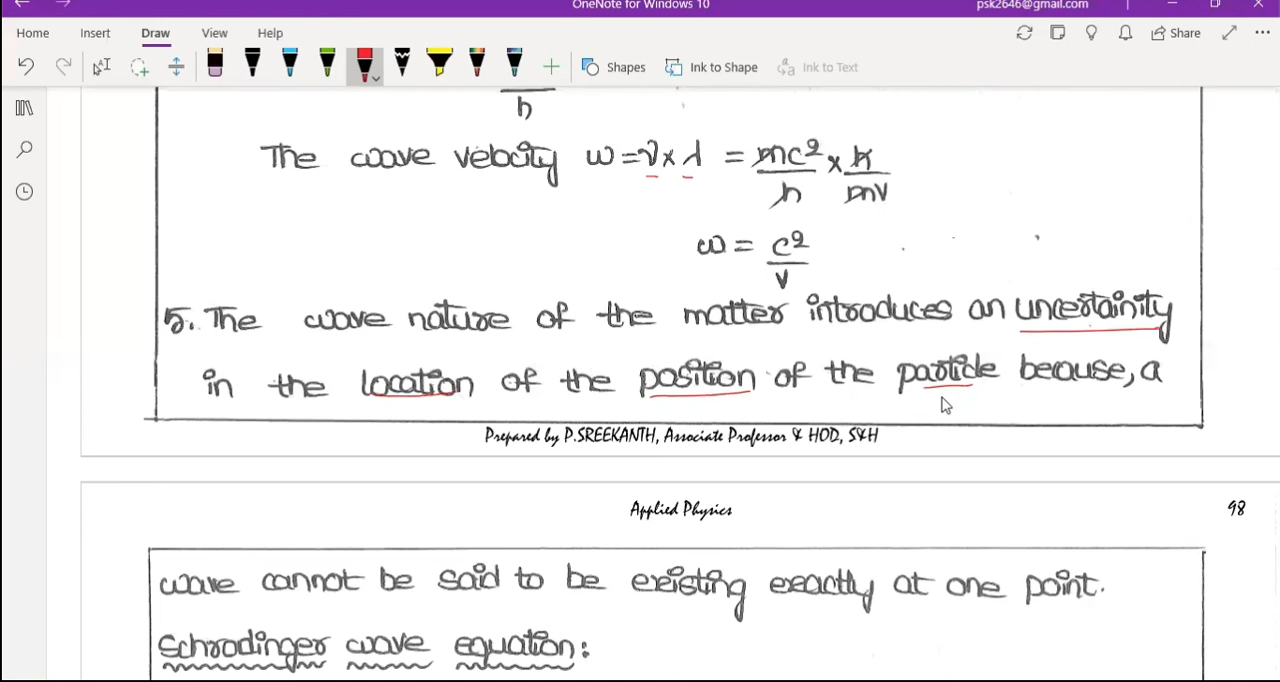 OneNote for Windows 10
psk2646@gmail.com
Home Insert Draw View Help
Share
Shapes Ink to Shape Ink to Text
h
The wave velocity ω = ν x λ = mc² x h
h mv
ω = c²
v
5. The wave nature of the matter introduces an uncertainity
in the location of the position of the particle because, a
Prepared by P.SREEKANTH, Associate Professor & HOD, S&H
Applied Physics 98
wave cannot be said to be existing exactly at one point.
Schrodinger wave equation: